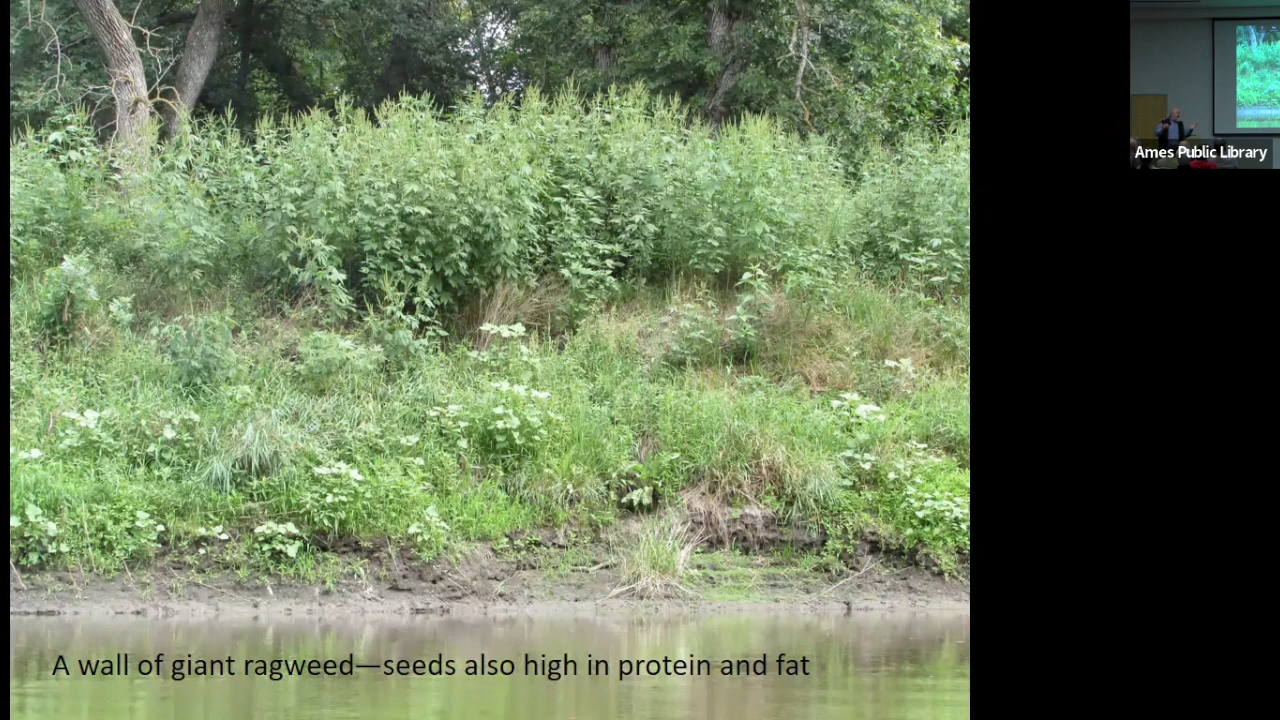 Ames Public Library
A wall of giant ragweed—seeds also high in protein and fat